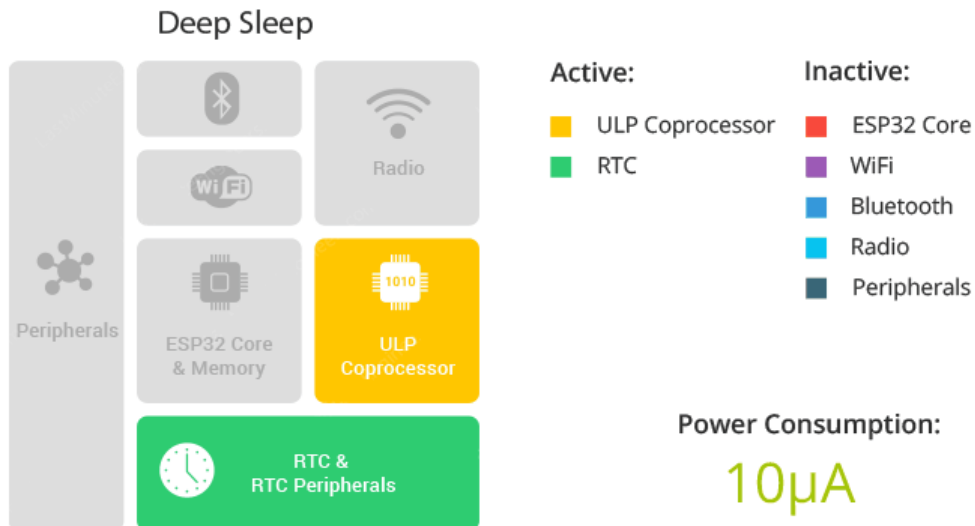 Deep Sleep
WiFi
Radio
Peripherals
ESP32 Core
& Memory
1010
ULP
Coprocessor
RTC &
RTC Peripherals
Active:
ULP Coprocessor
RTC
Inactive:
ESP32 Core
WiFi
Bluetooth
Radio
Peripherals
Power Consumption:
10µA